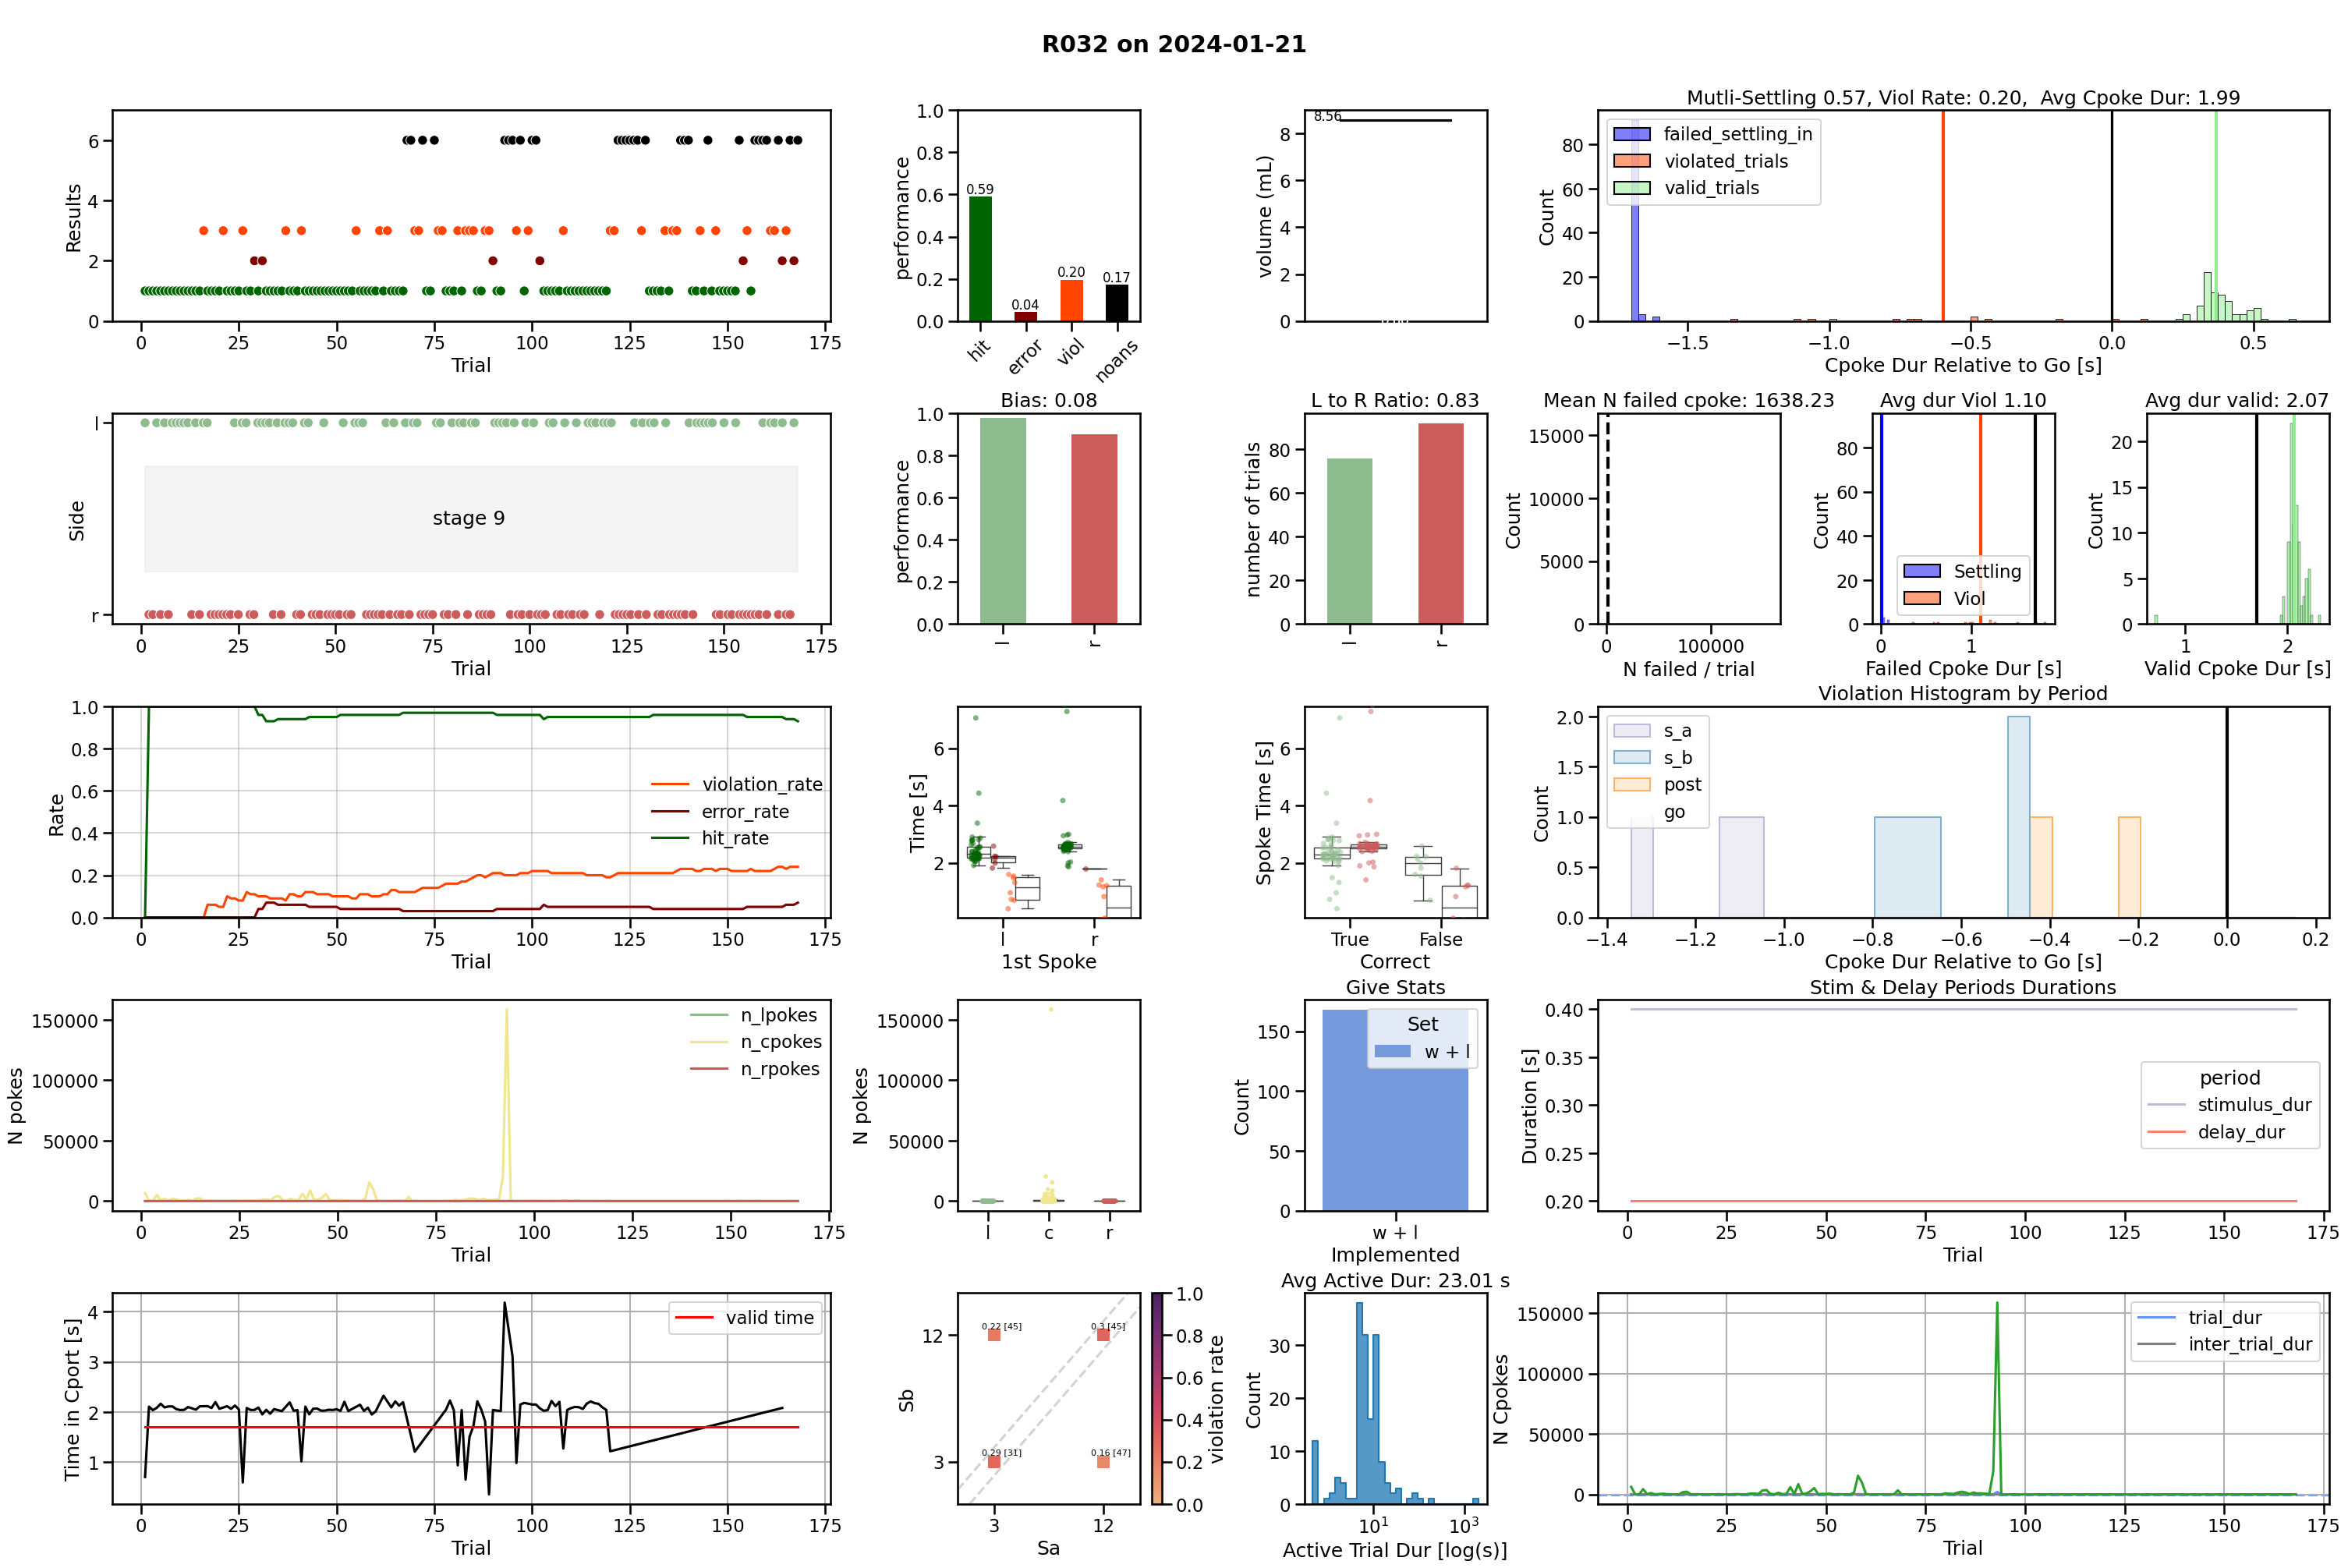 R032 on 2024-01-21
Results
6
4
2
0
0 25 50 75 100 125 150 175
Trial
performance
1.0
0.8
0.6
0.4
0.2
0.0
0.59
0.04
0.20
0.17
hit error viol noans
volume (mL)
8
6
4
2
0
8.56
Mutli-Settling 0.57, Viol Rate: 0.20, Avg Cpoke Dur: 1.99
failed_settling_in
violated_trials
valid_trials
Count
80
60
40
20
0
−1.5 −1.0 −0.5 0.0 0.5
Cpoke Dur Relative to Go [s]
Side
l
stage 9
r
0 25 50 75 100 125 150 175
Trial
Bias: 0.08
performance
1.0
0.8
0.6
0.4
0.2
0.0
l r
L to R Ratio: 0.83
number of trials
80
60
40
20
0
l r
Mean N failed cpoke: 1638.23
Count
15000
10000
5000
0
0 100000
N failed / trial
Avg dur Viol 1.10
Count
80
60
40
20
0
Settling
Viol
0 1
Failed Cpoke Dur [s]
Avg dur valid: 2.07
Count
20
15
10
5
0
1 2
Valid Cpoke Dur [s]
Rate
1.0
0.8
0.6
0.4
0.2
0.0
violation_rate
error_rate
hit_rate
0 25 50 75 100 125 150 175
Trial
Time [s]
6
4
2
l r
1st Spoke
Spoke Time [s]
6
4
2
True False
Correct
Violation Histogram by Period
Count
2.0
1.5
1.0
0.5
0.0
s_a
s_b
post
go
−1.4 −1.2 −1.0 −0.8 −0.6 −0.4 −0.2 0.0 0.2
Cpoke Dur Relative to Go [s]
N pokes
150000
100000
50000
0
n_lpokes
n_cpokes
n_rpokes
0 25 50 75 100 125 150 175
Trial
N pokes
150000
100000
50000
0
l c r
Give Stats
Count
150
100
50
0
Set
w + l
w + l
Implemented
Stim & Delay Periods Durations
Duration [s]
0.40
0.35
0.30
0.25
0.20
period
stimulus_dur
delay_dur
0 25 50 75 100 125 150 175
Trial
Time in Cport [s]
4
3
2
1
valid time
0 25 50 75 100 125 150 175
Trial
Sb
12
3
0.22 [45]
0.3 [45]
0.29 [31]
0.16 [47]
3 12
Sa
1.0
0.8
0.6
0.4
0.2
0.0
violation rate
Avg Active Dur: 23.01 s
Count
30
20
10
0
10^1 10^3
Active Trial Dur [log(s)]
N Cpokes
150000
100000
50000
0
trial_dur
inter_trial_dur
0 25 50 75 100 125 150 175
Trial